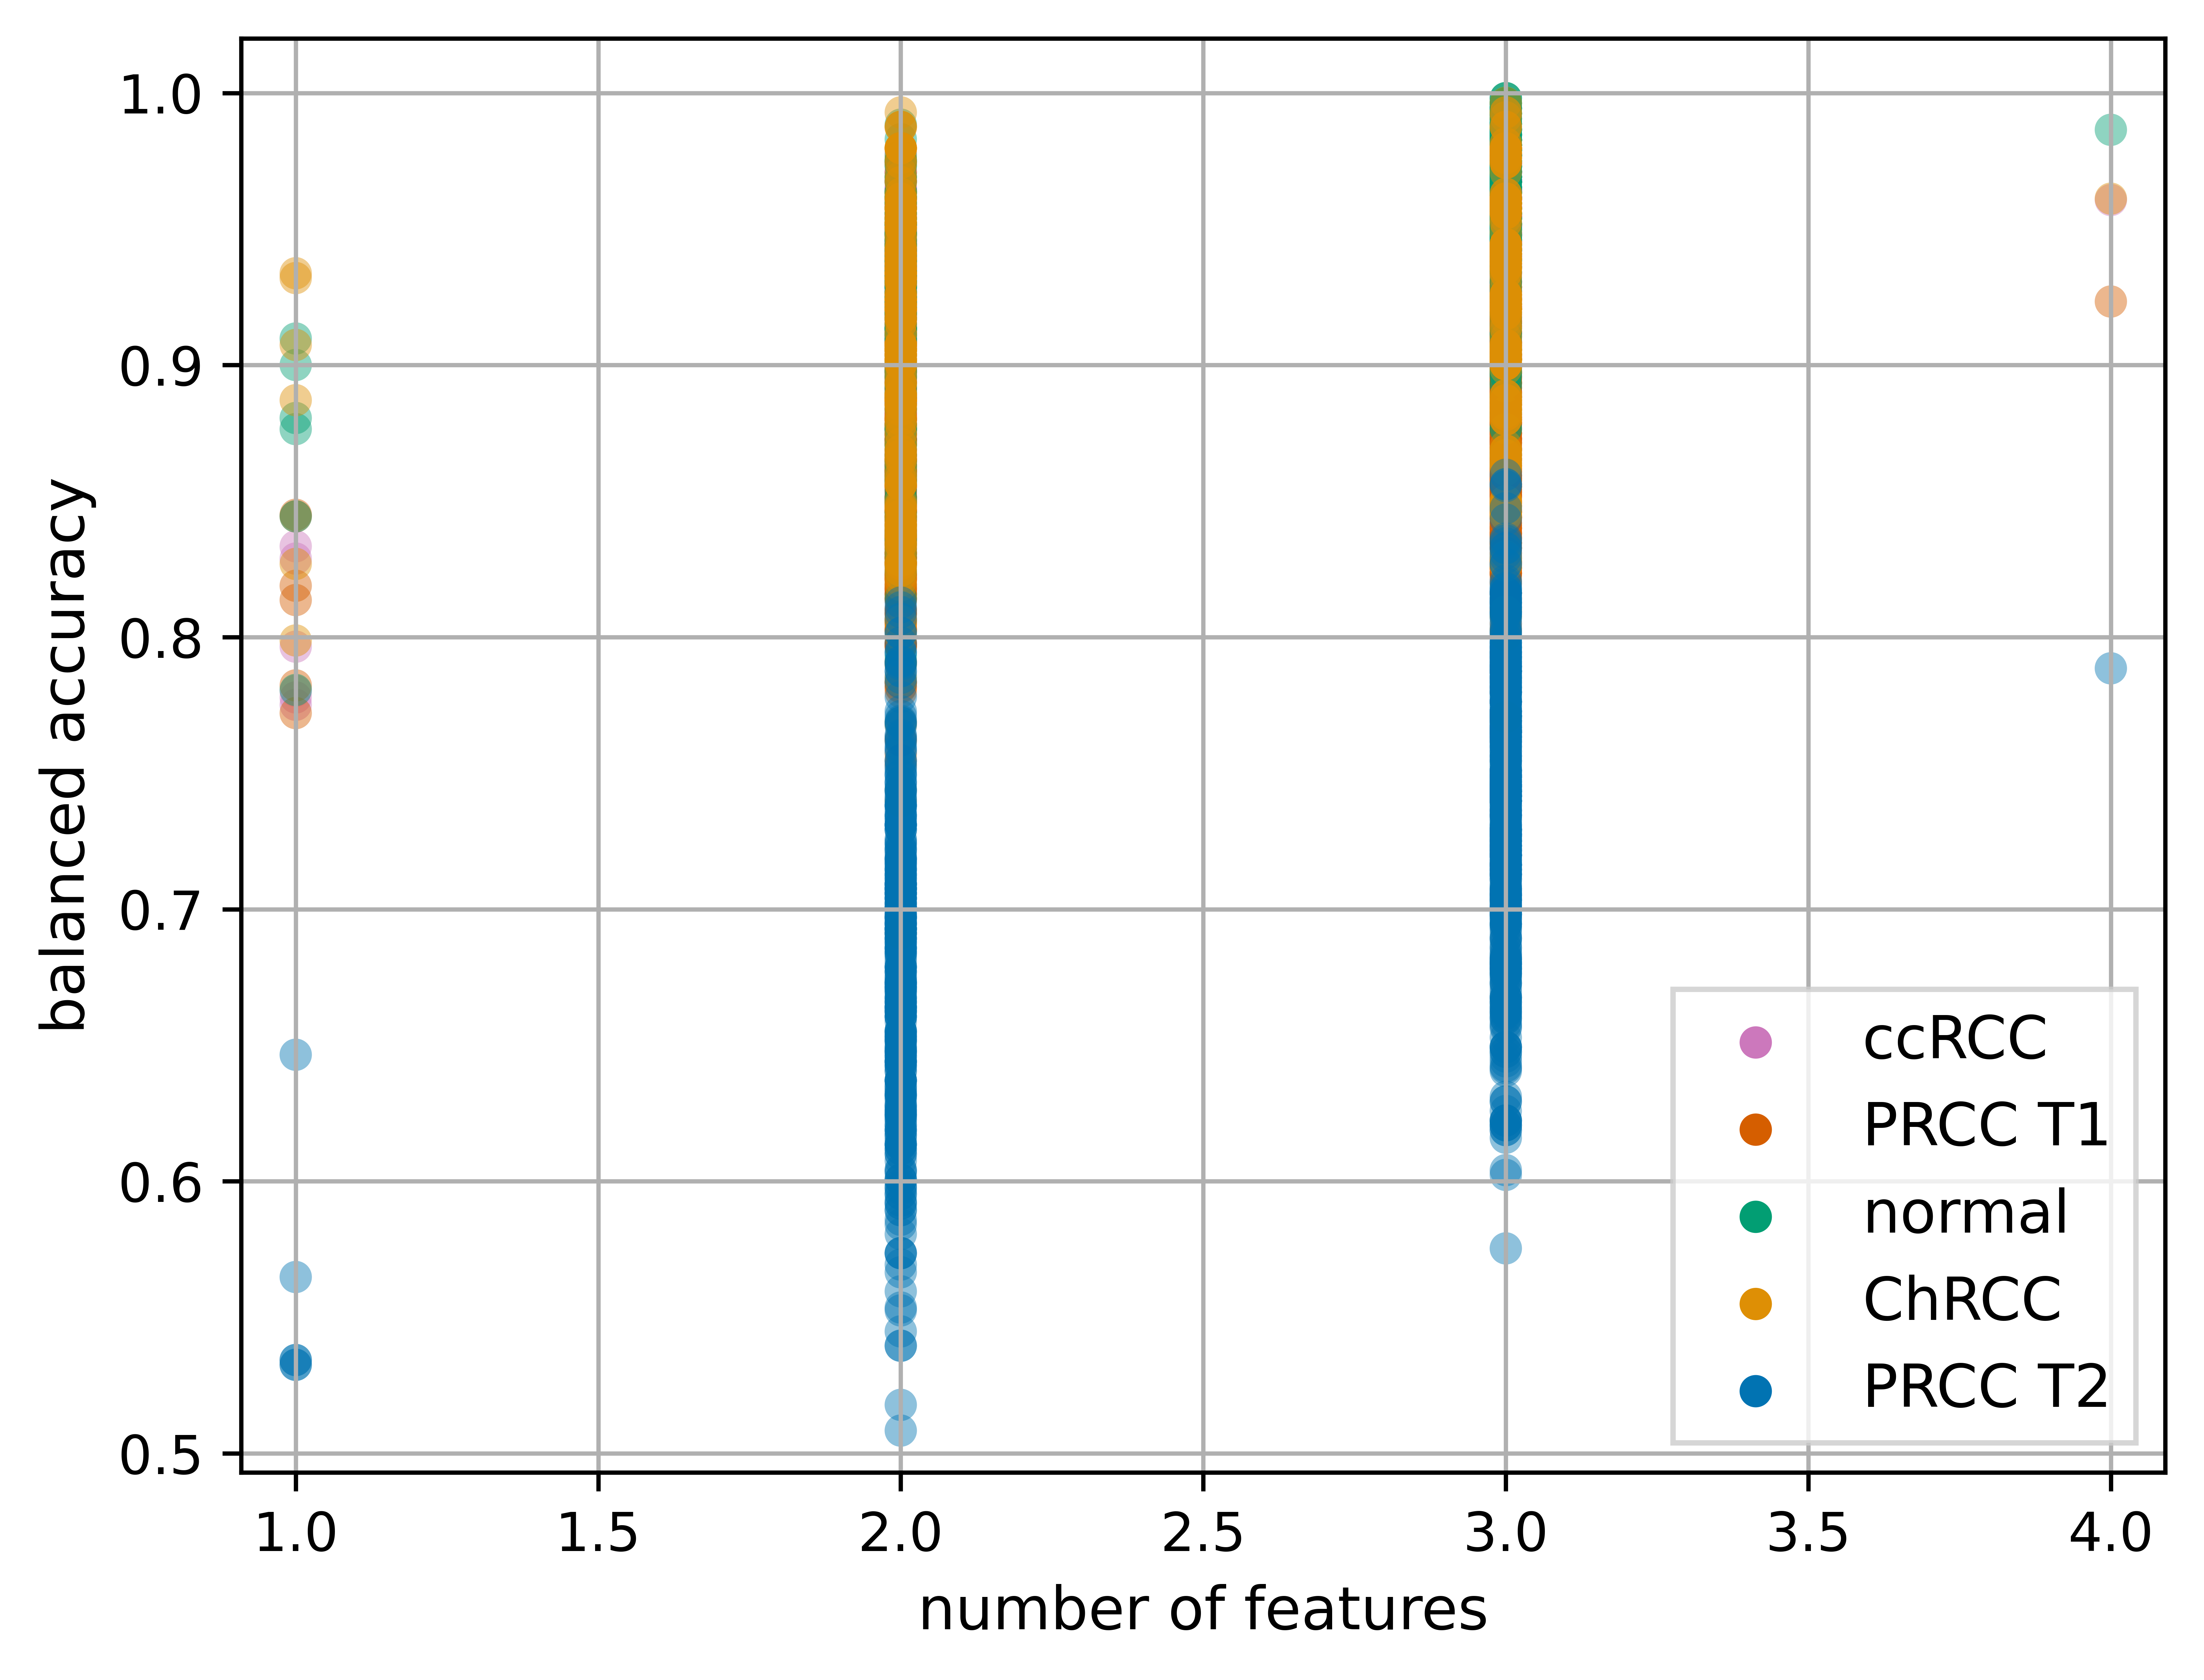 1.0
0.9
0.8
0.7
0.6
0.5
balanced accuracy
ccRCC
PRCC T1
normal
ChRCC
PRCC T2
1.0 1.5 2.0 2.5 3.0 3.5 4.0
number of features